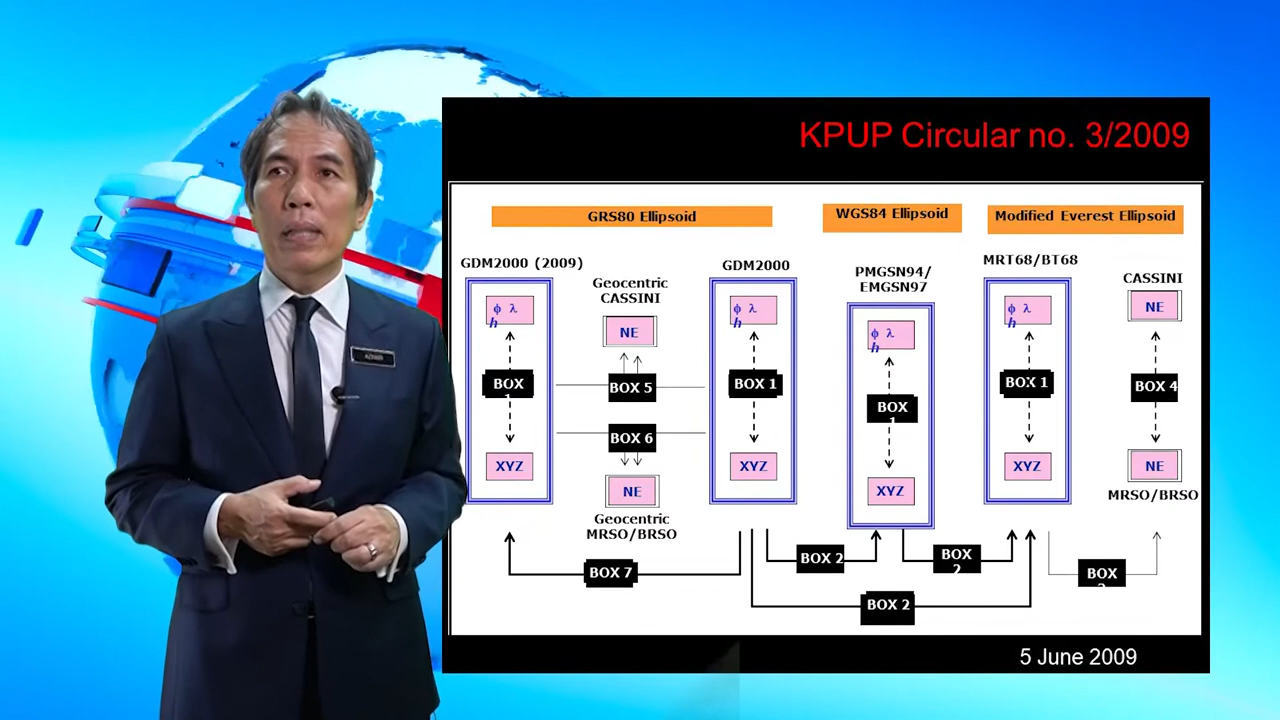 KPUP Circular no. 3/2009
GRS80 Ellipsoid
WGS84 Ellipsoid
Modified Everest Ellipsoid
GDM2000 (2009)
φ λ
h
BOX
XYZ
Geocentric
CASSINI
NE
BOX 5
BOX 6
NE
Geocentric
MRSO/BRSO
GDM2000
φ λ
h
BOX 1
XYZ
PMGSN94/
EMGSN97
φ λ
h
BOX
XYZ
MRT68/BT68
φ λ
h
BOX 1
XYZ
CASSINI
NE
BOX 4
NE
MRSO/BRSO
BOX 7
BOX 2
BOX
2
BOX 2
BOX
5 June 2009